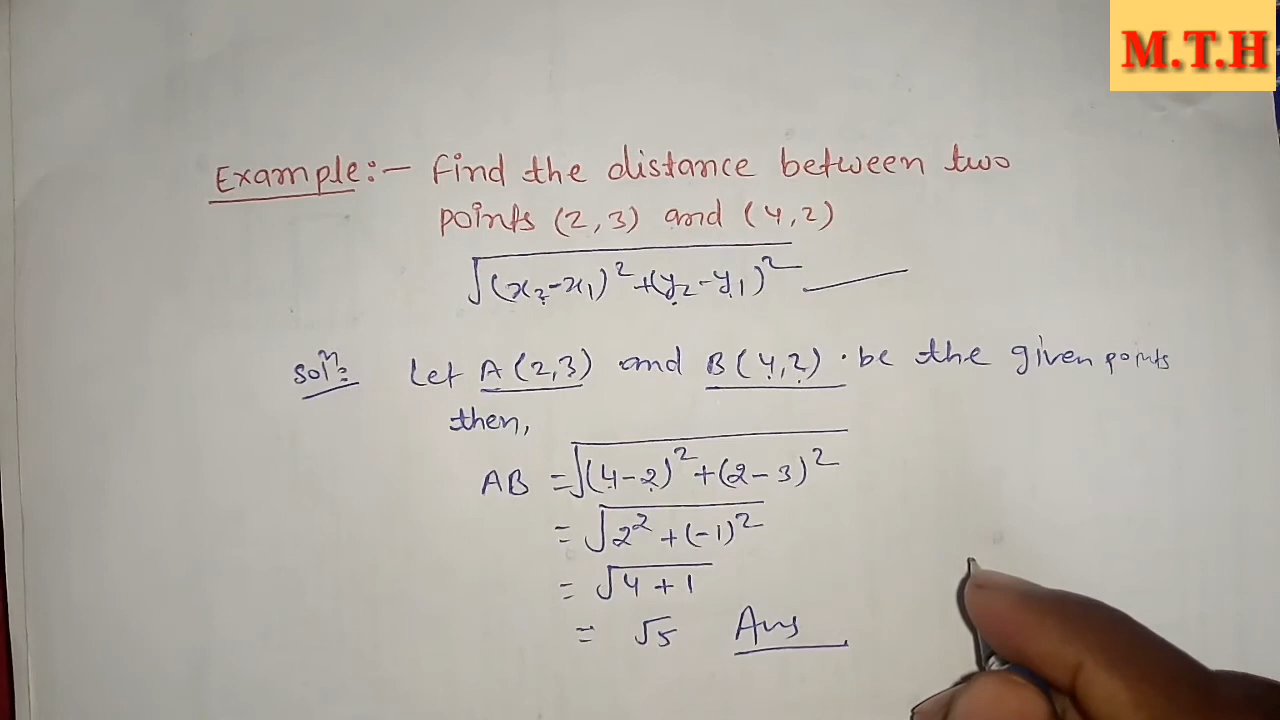 M.T.H
Example:- Find the distance between two
points (2,3) and (4,2)
√(x₂-x₁)²+(y₂-y₁)²
Solⁿ: Let A(2,3) and B(4,2) be the given points
then,
AB = √(4-2)²+(2-3)²
= √2²+(-1)²
= √4+1
= √5 Ans